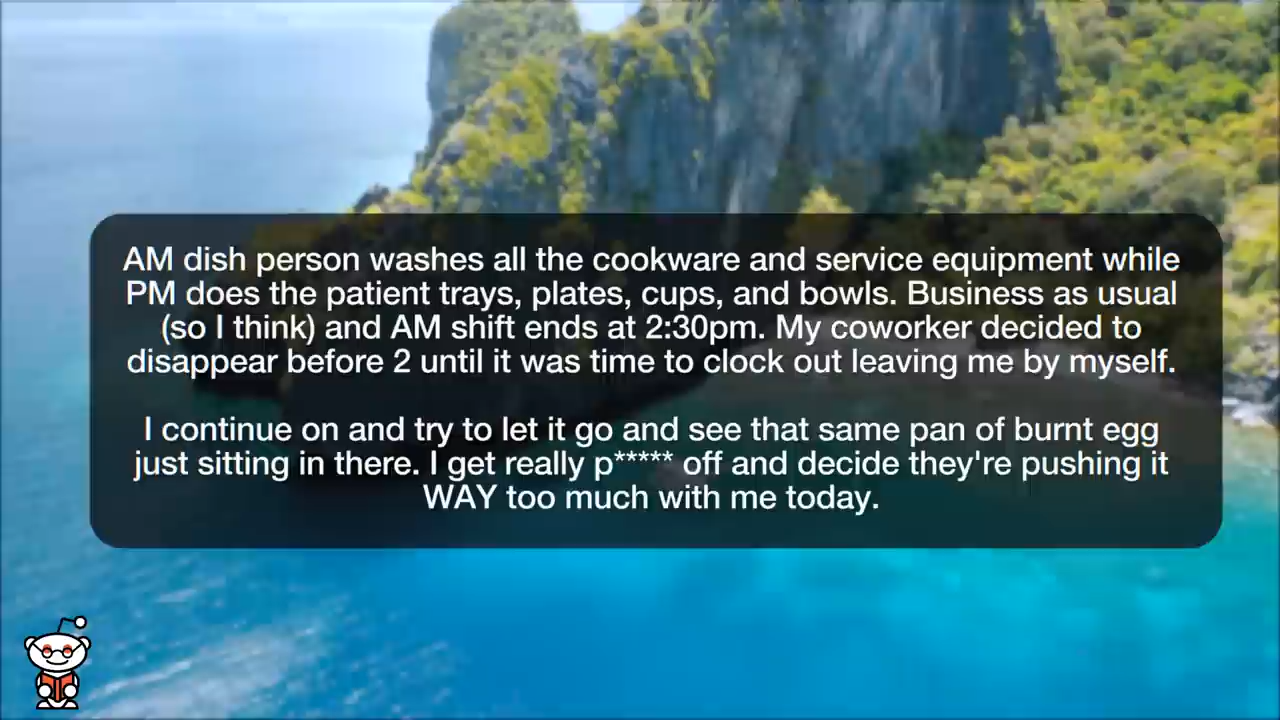 AM dish person washes all the cookware and service equipment while
PM does the patient trays, plates, cups, and bowls. Business as usual
(so I think) and AM shift ends at 2:30pm. My coworker decided to
disappear before 2 until it was time to clock out leaving me by myself.
I continue on and try to let it go and see that same pan of burnt egg
just sitting in there. I get really p***** off and decide they're pushing it
WAY too much with me today.